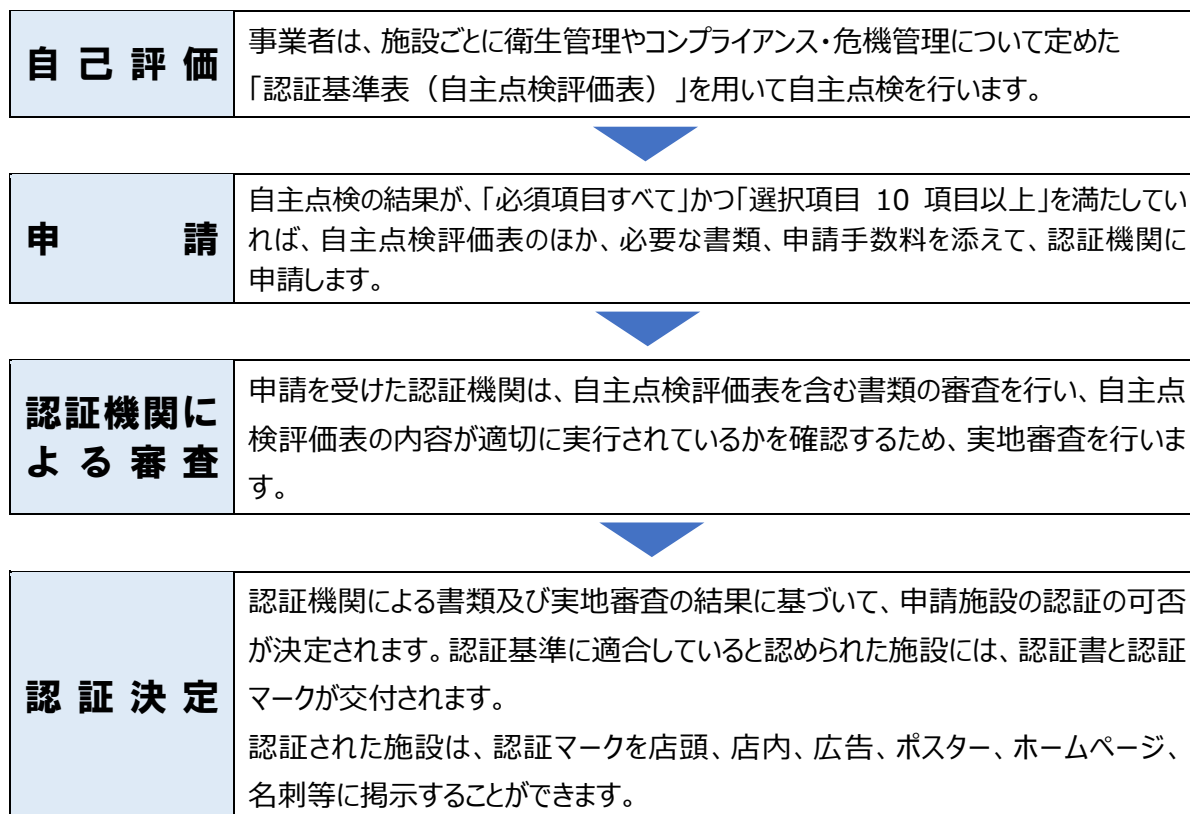 自己評価
事業者は、施設ごとに衛生管理やコンプライアンス・危機管理について定めた
「認証基準表（自主点検評価表）」を用いて自主点検を行います。
申請
自主点検の結果が、「必須項目すべて」かつ「選択項目 10 項目以上」を満たしてい
れば、自主点検評価表のほか、必要な書類、申請手数料を添えて、認証機関に
申請します。
認証機関に
よる審査
申請を受けた認証機関は、自主点検評価表を含む書類の審査を行い、自主点
検評価表の内容が適切に実行されているかを確認するため、実地審査を行いま
す。
認証決定
認証機関による書類及び実地審査の結果に基づいて、申請施設の認証の可否
が決定されます。認証基準に適合していると認められた施設には、認証書と認証
マークが交付されます。
認証された施設は、認証マークを店頭、店内、広告、ポスター、ホームページ、
名刺等に掲示することができます。